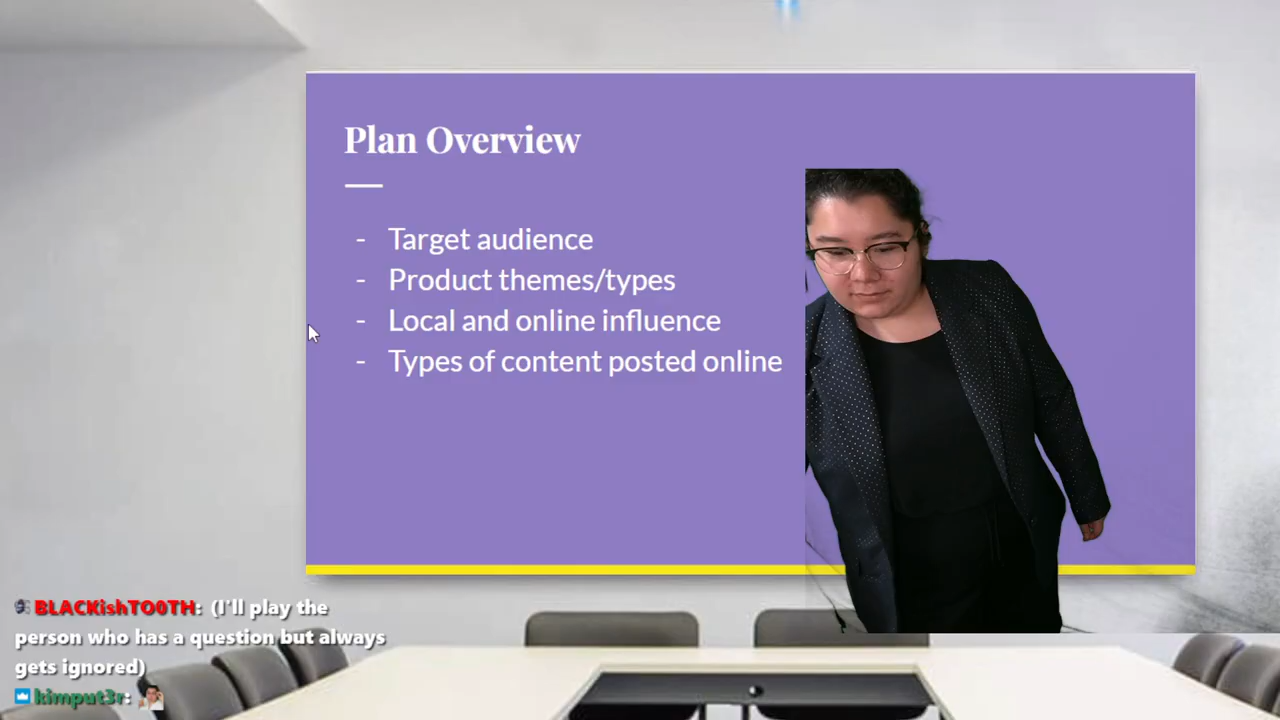 Plan Overview
- Target audience
- Product themes/types
- Local and online influence
- Types of content posted online
BLACKishTO0TH: (I'll play the
person who has a question but always
gets ignored)
kimput3r: